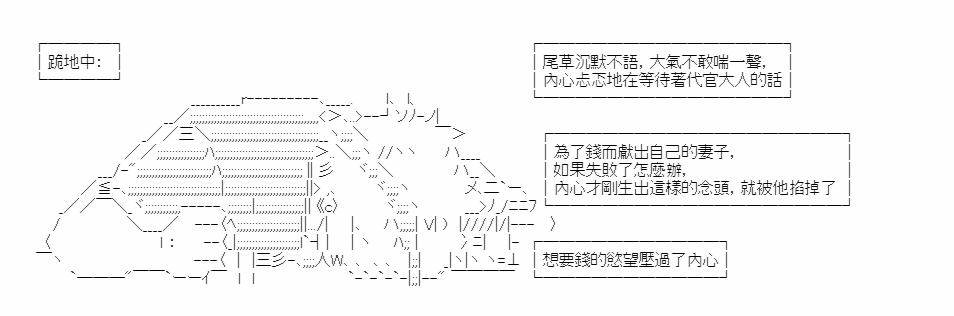 跪地中:
尾草沉默不語, 大氣不敢喘一聲,
內心忐忑地在等待著代官大人的話
為了錢而獻出自己的妻子,
如果失敗了怎麼辦,
內心才剛生出這樣的念頭, 就被他掐掉了
想要錢的慾望壓過了內心